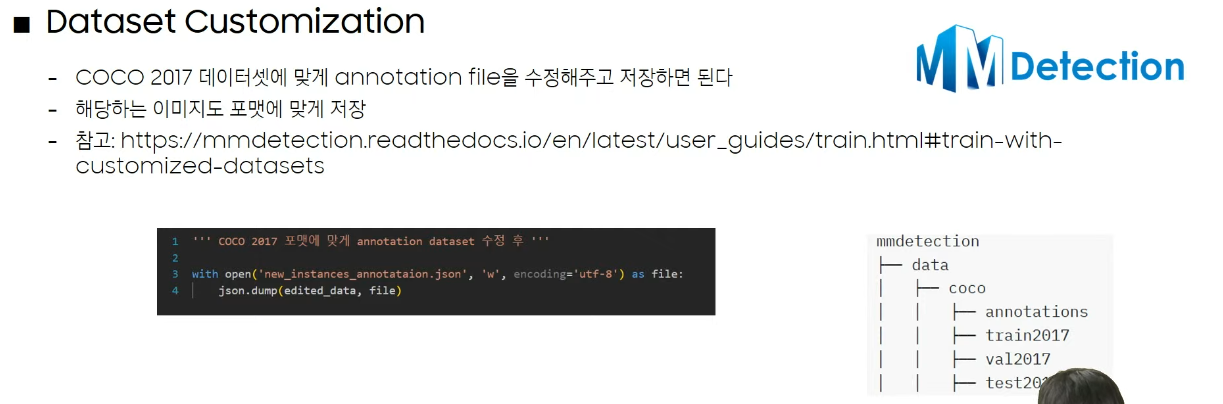 ■ Dataset Customization
MM Detection
- COCO 2017 데이터셋에 맞게 annotation file을 수정해주고 저장하면 된다
- 해당하는 이미지도 포맷에 맞게 저장
- 참고: https://mmdetection.readthedocs.io/en/latest/user_guides/train.html#train-with-
customized-datasets
1 ''' COCO 2017 포맷에 맞게 annotation dataset 수정 후 '''
2
3 with open('new_instances_annotataion.json', 'w', encoding='utf-8') as file:
4 json.dump(edited_data, file)
mmdetection
├── data
│ ├── coco
│ │ ├── annotations
│ │ ├── train2017
│ │ ├── val2017
│ │ ├──